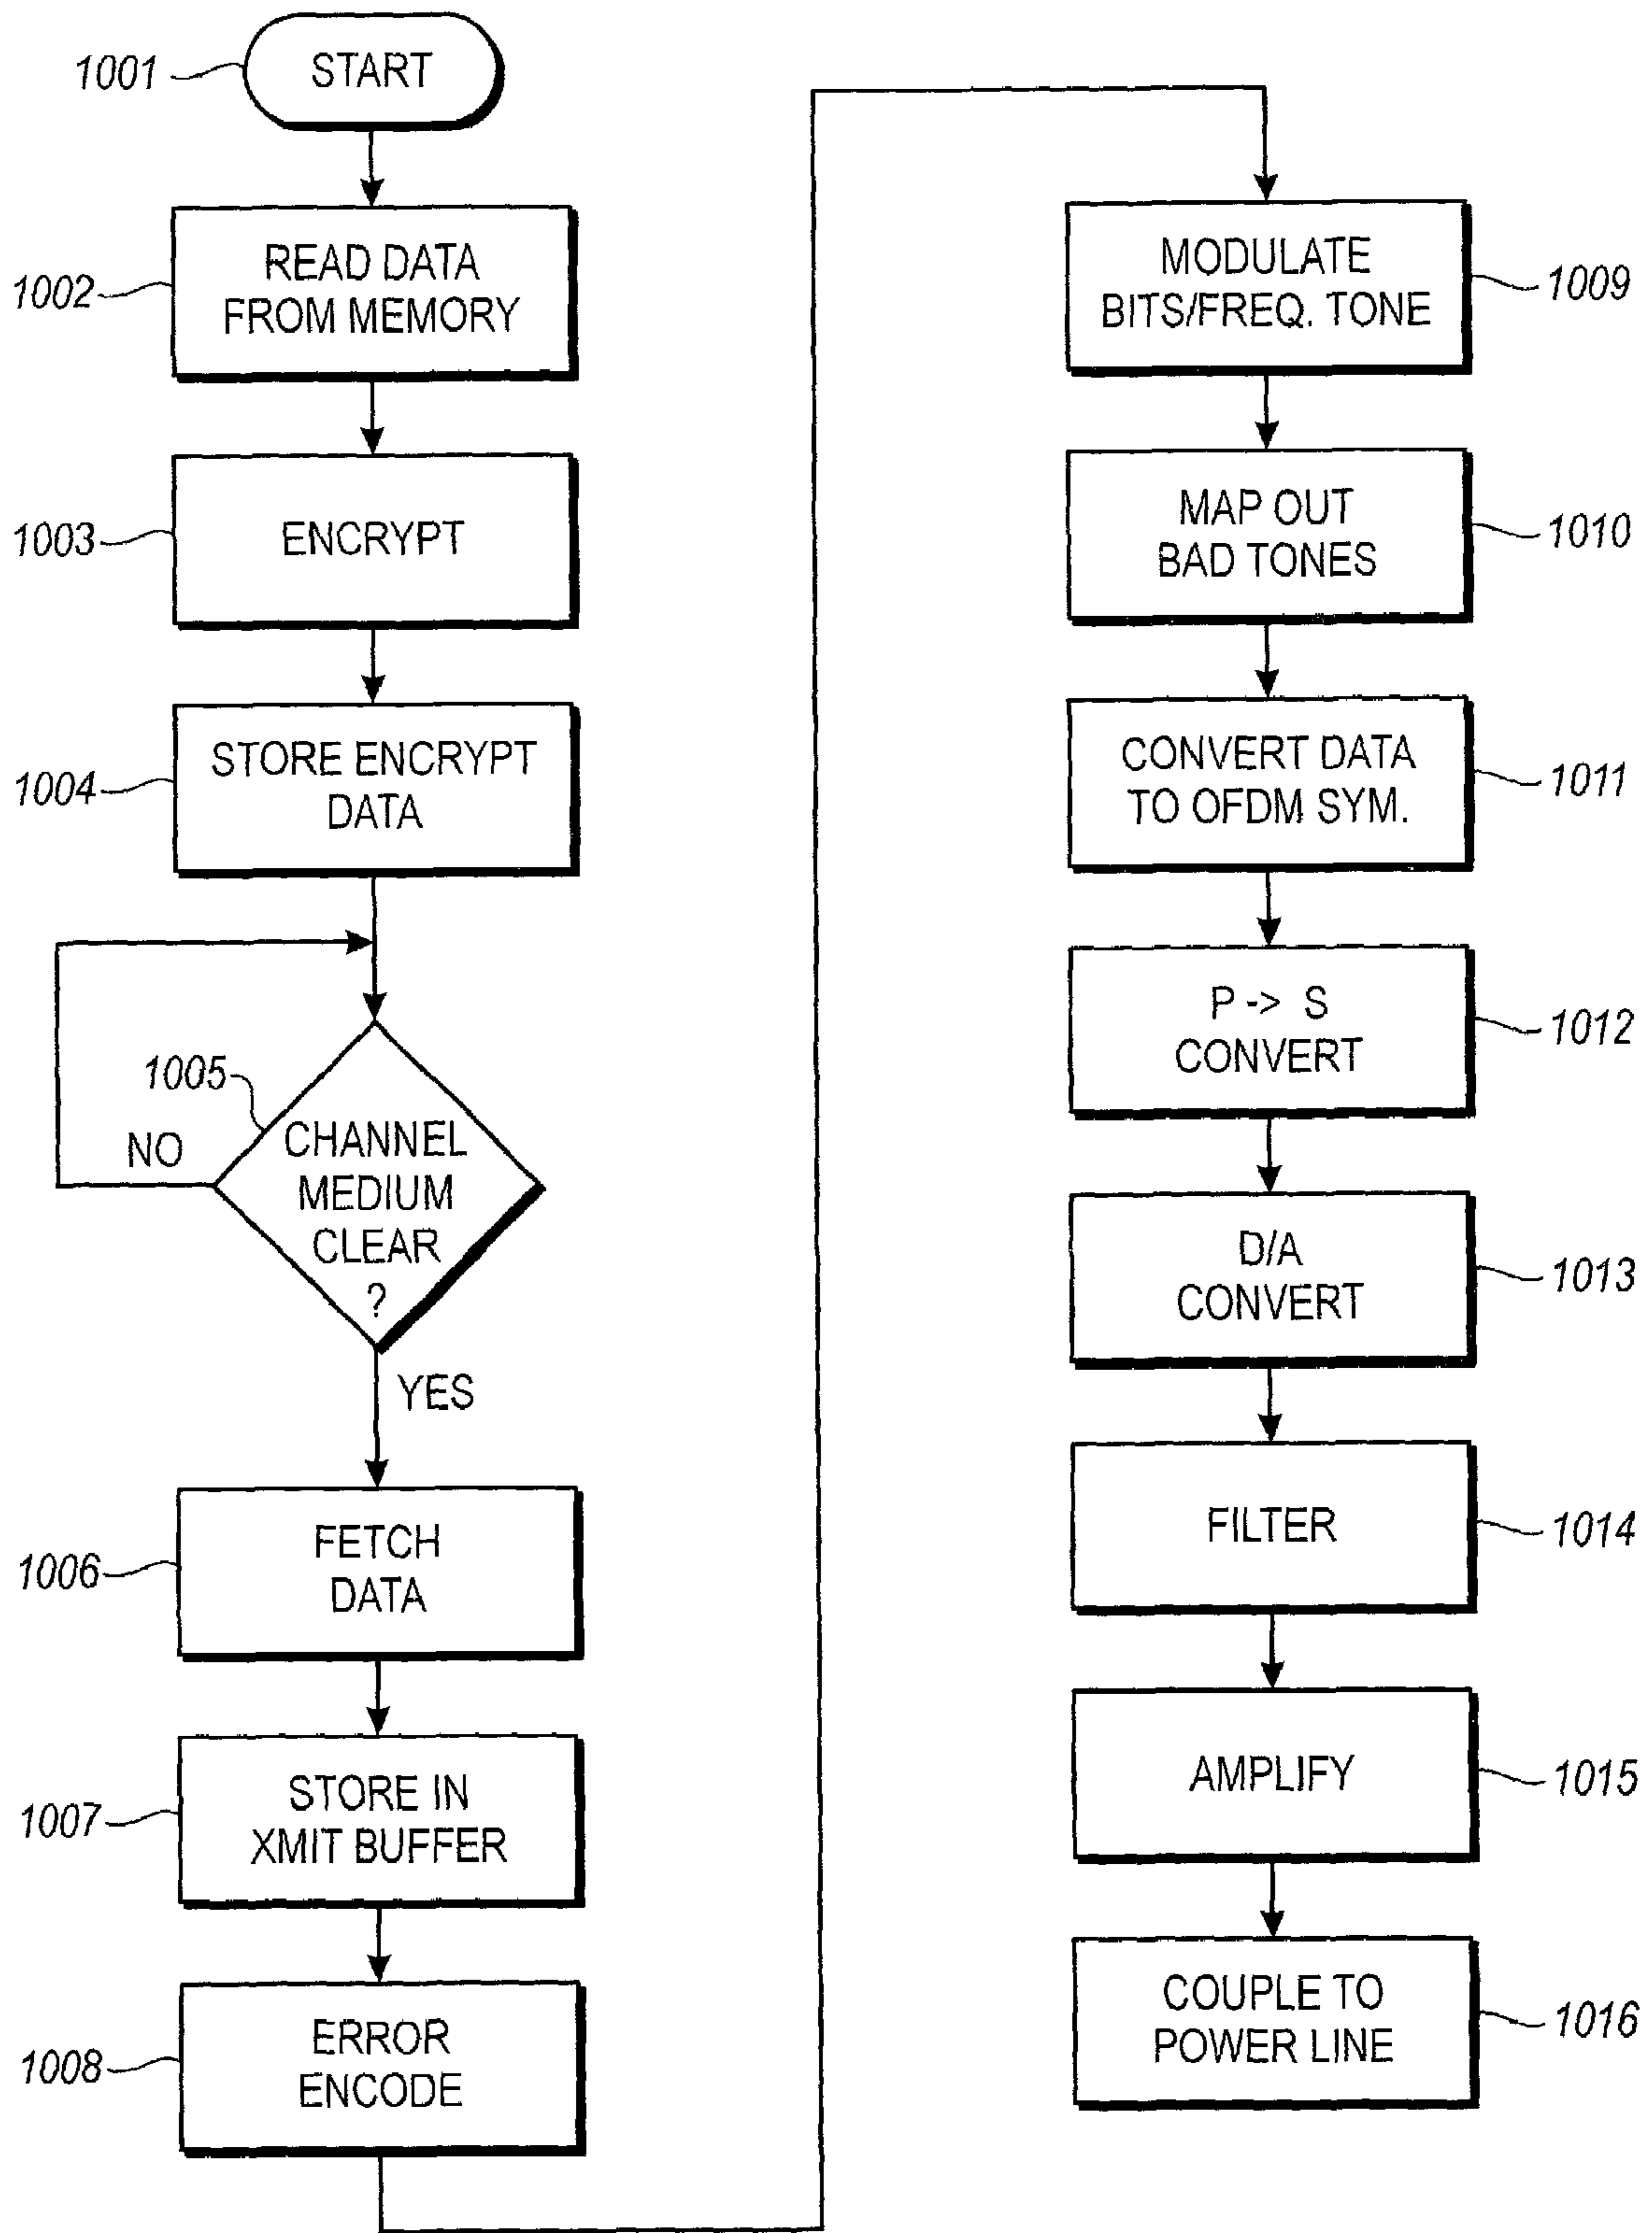 1001
START
1002
READ DATA
FROM MEMORY
1003
ENCRYPT
1004
STORE ENCRYPT
DATA
1005
CHANNEL
MEDIUM
CLEAR
?
NO
YES
1006
FETCH
DATA
1007
STORE IN
XMIT BUFFER
1008
ERROR
ENCODE
MODULATE
BITS/FREQ. TONE
1009
MAP OUT
BAD TONES
1010
CONVERT DATA
TO OFDM SYM.
1011
P -> S
CONVERT
1012
D/A
CONVERT
1013
FILTER
1014
AMPLIFY
1015
COUPLE TO
POWER LINE
1016